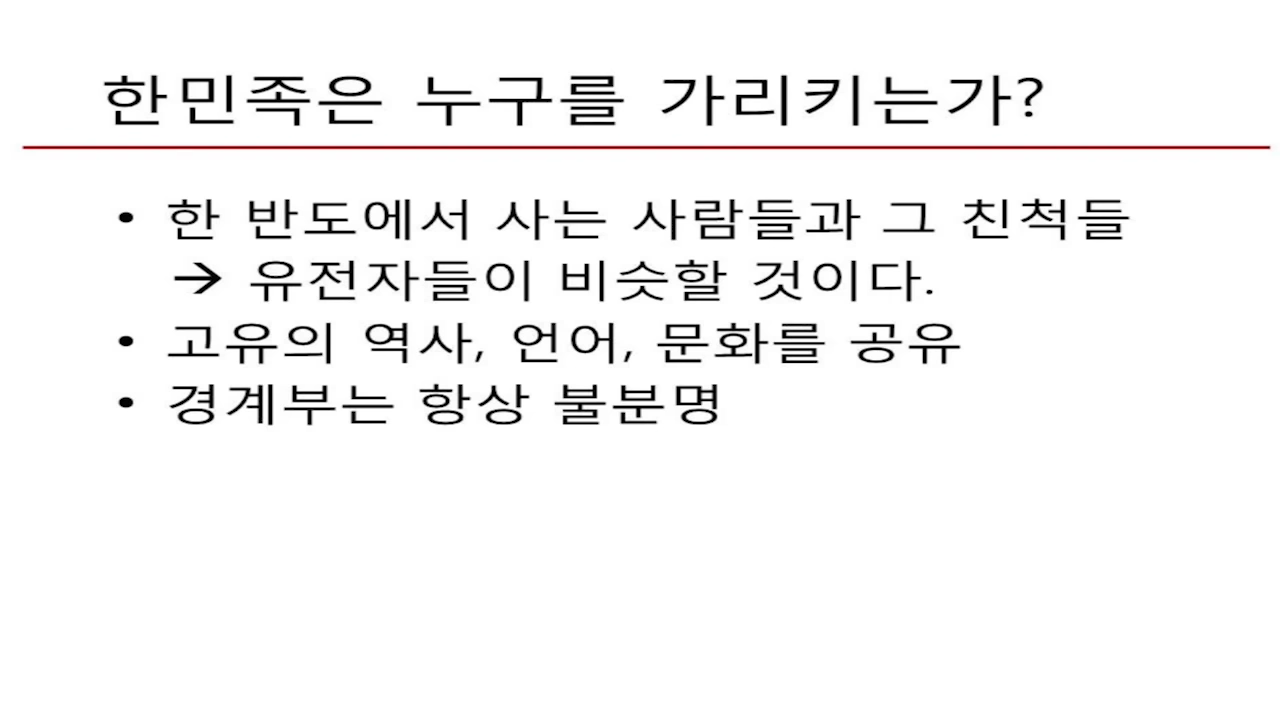 한민족은 누구를 가리키는가?
• 한 반도에서 사는 사람들과 그 친척들
→ 유전자들이 비슷할 것이다.
• 고유의 역사, 언어, 문화를 공유
• 경계부는 항상 불분명